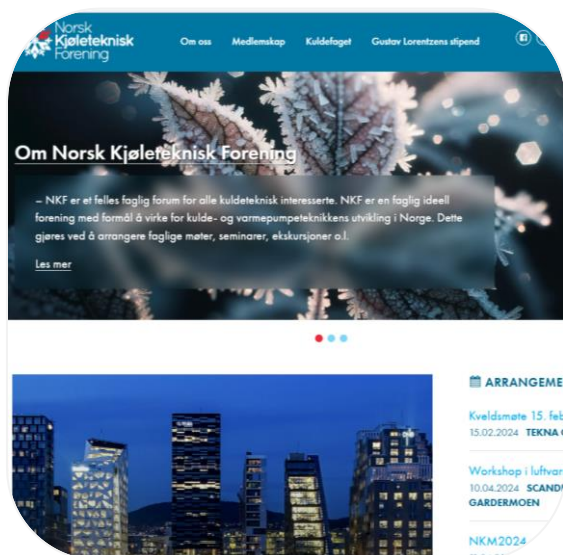 Norsk
Kjøleteknisk
Forening
Om oss
Medlemskap
Kuldefaget
Gustav Lorentzens stipend
Om Norsk Kjøleteknisk Forening
– NKF er et felles faglig forum for alle kuldeteknisk interesserte. NKF er en faglig ideell
forening med formål å virke for kulde- og varmepumpeteknikkens utvikling i Norge. Dette
gjøres ved å arrangere faglige møter, seminarer, ekskursjoner o.l.
Les mer
ARRANGEME
Kveldsmøte 15. feb
15.02.2024 TEKNA
Workshop i luftvar
10.04.2024 SCAND
GARDERMOEN
NKM2024